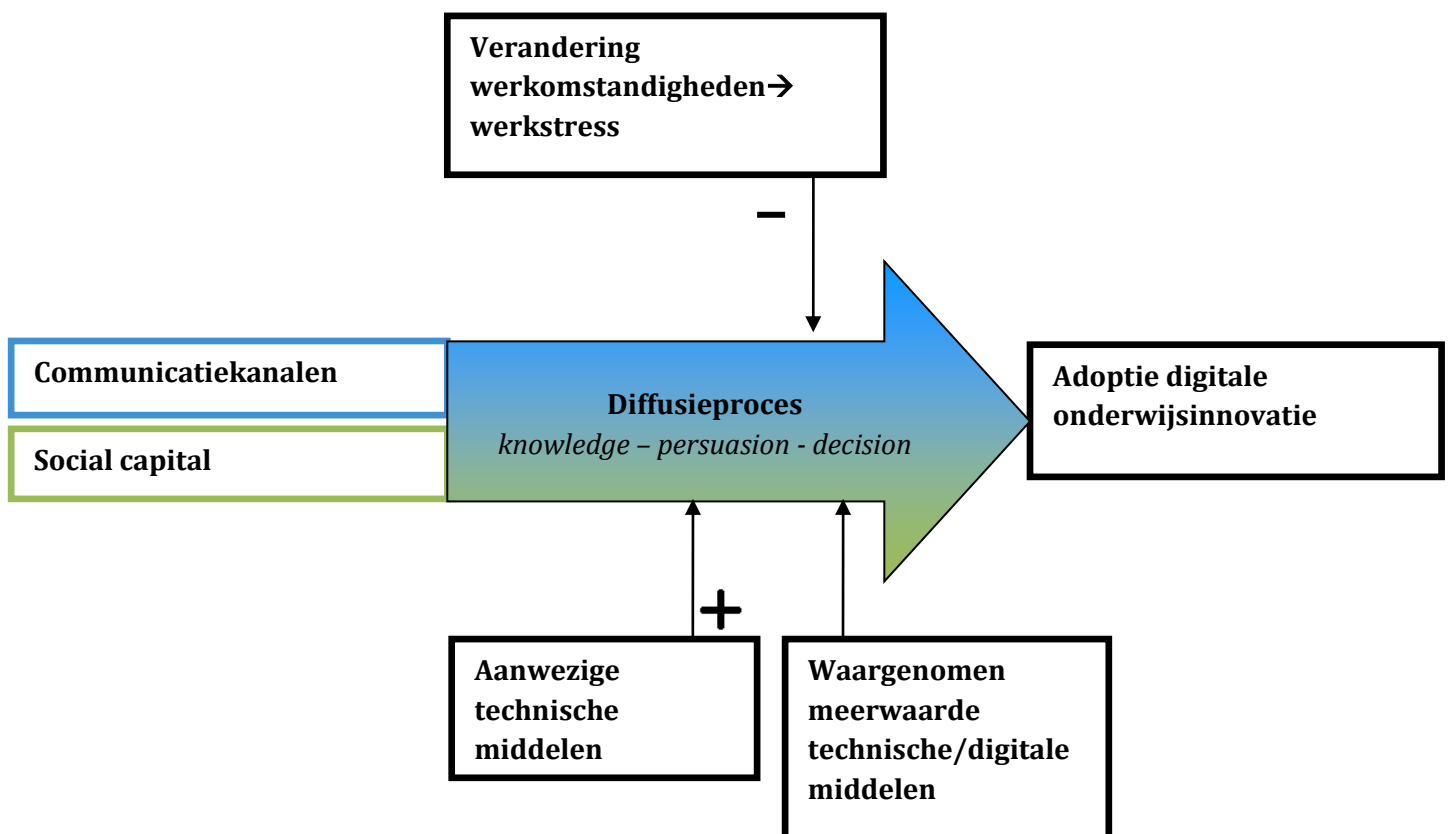 Verandering
werkomstandigheden→
werkstress
–
Communicatiekanalen
Social capital
Diffusieproces
knowledge – persuasion - decision
Adoptie digitale
onderwijsinnovatie
+
Aanwezige
technische
middelen
Waargenomen
meerwaarde
technische/digitale
middelen